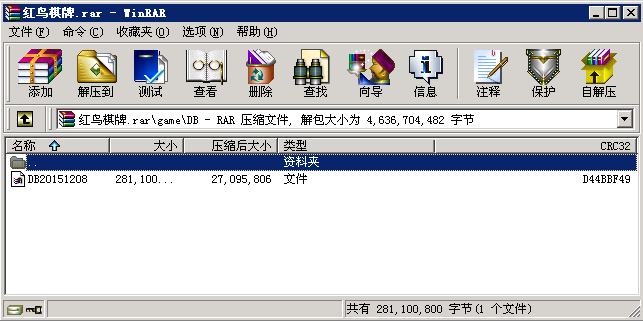 红鸟棋牌.rar - WinRAR
文件(F) 命令(C) 收藏夹(O) 选项(N) 帮助(H)
添加 解压到 测试 查看 删除 查找 向导 信息 注释 保护 自解压
红鸟棋牌.rar\game\DB - RAR 压缩文件, 解包大小为 4,636,704,482 字节
名称 大小 压缩后大小 类型 CRC32
.. 资料夹
DB20151208 281,100... 27,095,806 文件 D44BBF49
共有 281,100,800 字节(1 个文件)